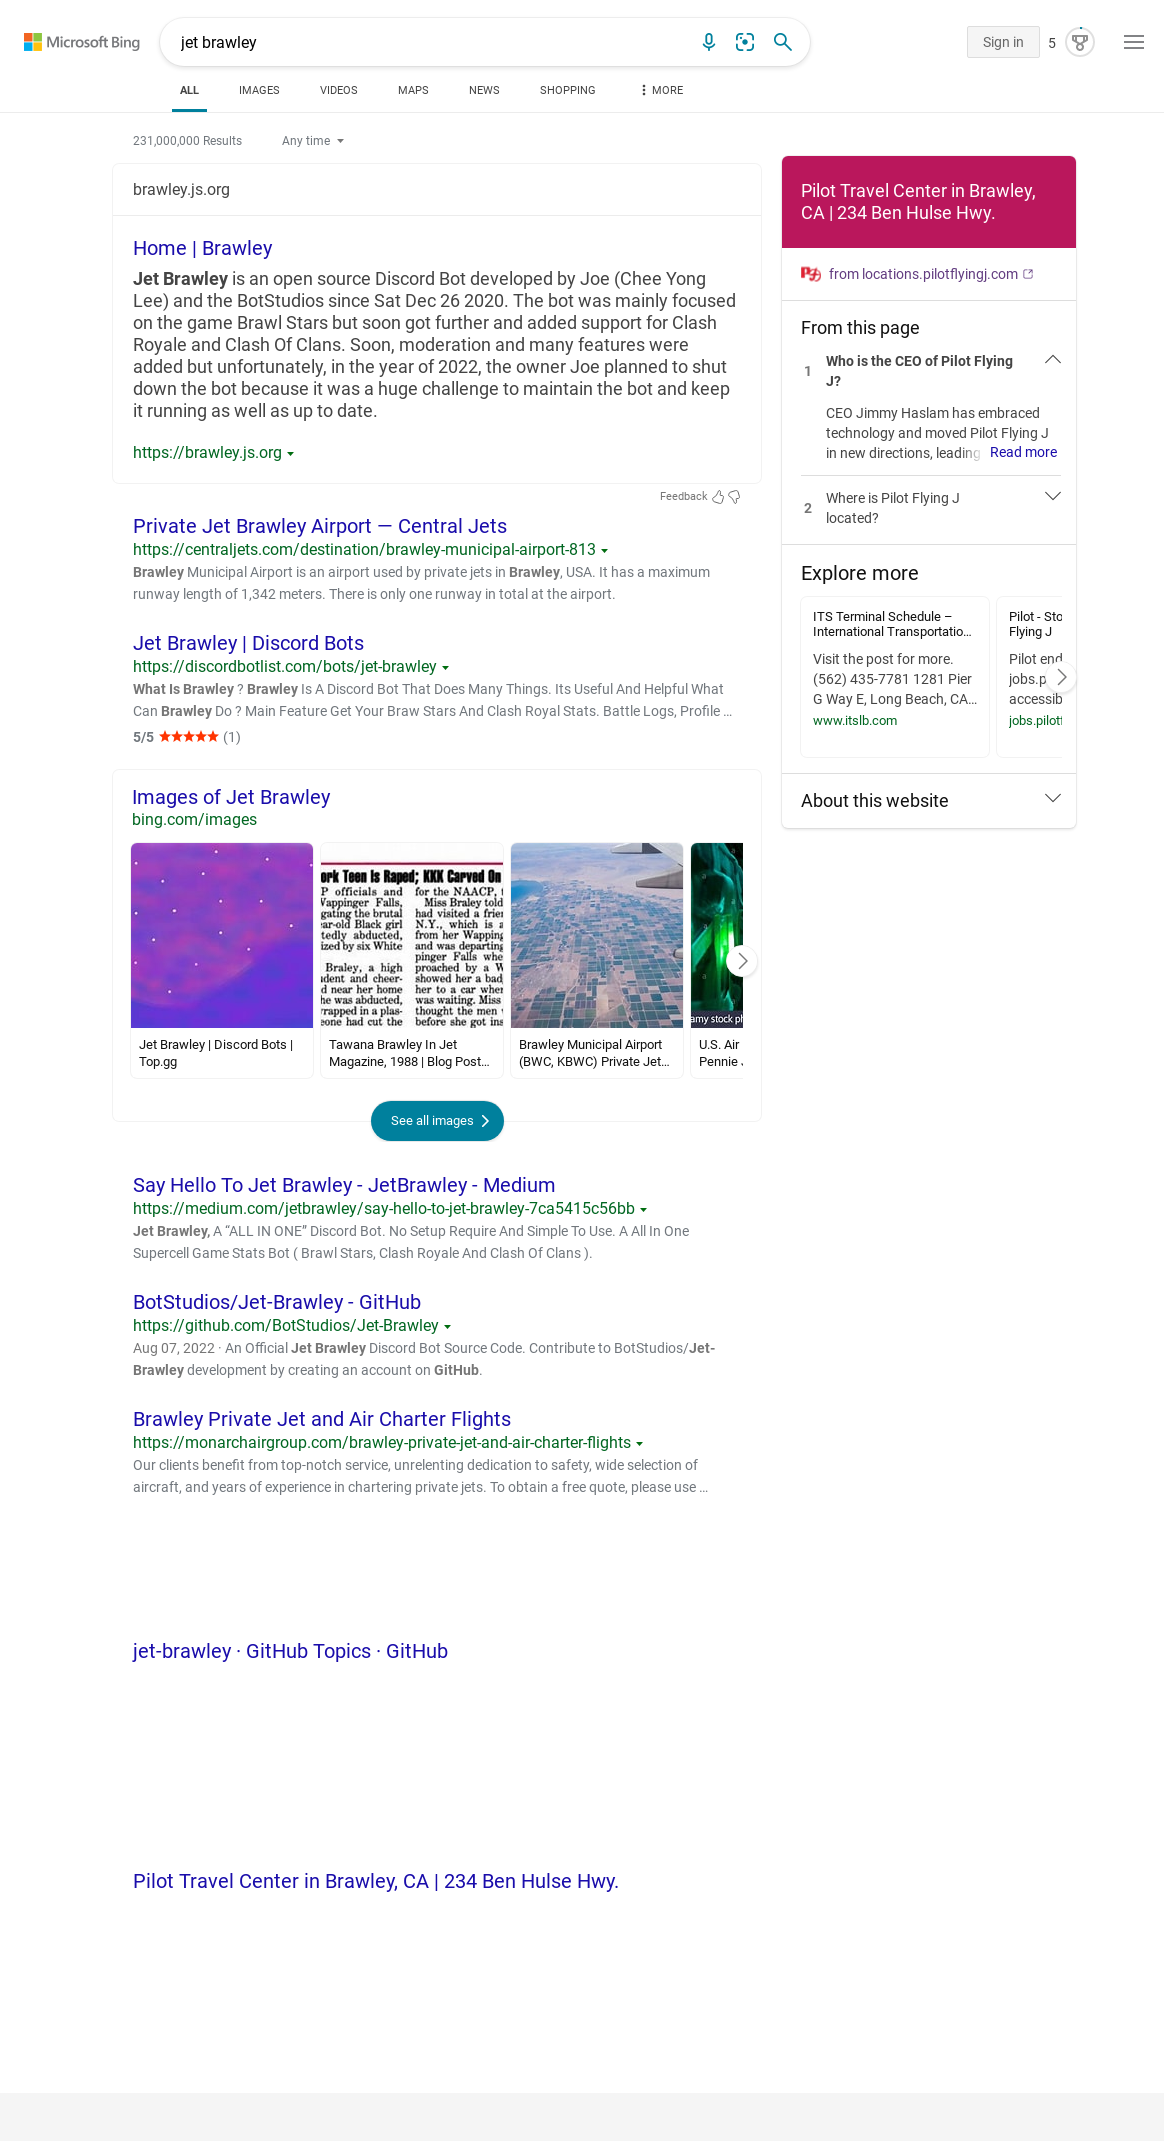 Microsoft Bing
jet brawley
Sign in
5
ALL
IMAGES
VIDEOS
MAPS
NEWS
SHOPPING
MORE
231,000,000 Results
Any time
brawley.js.org
Home | Brawley
Jet Brawley is an open source Discord Bot developed by Joe (Chee Yong
Lee) and the BotStudios since Sat Dec 26 2020. The bot was mainly focused
on the game Brawl Stars but soon got further and added support for Clash
Royale and Clash Of Clans. Soon, moderation and many features were
added but unfortunately, in the year of 2022, the owner Joe planned to shut
down the bot because it was a huge challenge to maintain the bot and keep
it running as well as up to date.
https://brawley.js.org
Feedback
Private Jet Brawley Airport — Central Jets
https://centraljets.com/destination/brawley-municipal-airport-813
Brawley Municipal Airport is an airport used by private jets in Brawley, USA. It has a maximum
runway length of 1,342 meters. There is only one runway in total at the airport.
Jet Brawley | Discord Bots
https://discordbotlist.com/bots/jet-brawley
What Is Brawley ? Brawley Is A Discord Bot That Does Many Things. Its Useful And Helpful What
Can Brawley Do ? Main Feature Get Your Braw Stars And Clash Royal Stats. Battle Logs, Profile ...
5/5 ★★★★★ (1)
Images of Jet Brawley
bing.com/images
ork Teen Is Raped; KKK Carved On
P officials and
Wappinger Falls,
gating the brutal
ear-old Black girl
tedly abducted,
ized by six White
Braley, a high
dent and cheer-
d near her home
he was abducted,
rapped in a plas-
eone had cut the
for the NAACP, t
Miss Braley told
had visited a frie
N.Y., which is a
from her Wapping
and was departing
pinger Falls whe
proached by a W
showed her a bad
her to a car wher
was waiting. Miss
thought the men
before she got ins
amy stock ph
Jet Brawley | Discord Bots |
Top.gg
Tawana Brawley In Jet
Magazine, 1988 | Blog Post...
Brawley Municipal Airport
(BWC, KBWC) Private Jet...
U.S. Air
Pennie
See all images
Say Hello To Jet Brawley - JetBrawley - Medium
https://medium.com/jetbrawley/say-hello-to-jet-brawley-7ca5415c56bb
Jet Brawley, A “ALL IN ONE” Discord Bot. No Setup Require And Simple To Use. A All In One
Supercell Game Stats Bot ( Brawl Stars, Clash Royale And Clash Of Clans ).
BotStudios/Jet-Brawley - GitHub
https://github.com/BotStudios/Jet-Brawley
Aug 07, 2022 · An Official Jet Brawley Discord Bot Source Code. Contribute to BotStudios/Jet-
Brawley development by creating an account on GitHub.
Brawley Private Jet and Air Charter Flights
https://monarchairgroup.com/brawley-private-jet-and-air-charter-flights
Our clients benefit from top-notch service, unrelenting dedication to safety, wide selection of
aircraft, and years of experience in chartering private jets. To obtain a free quote, please use ...
jet-brawley · GitHub Topics · GitHub
Pilot Travel Center in Brawley, CA | 234 Ben Hulse Hwy.
Pilot Travel Center in Brawley,
CA | 234 Ben Hulse Hwy.
from locations.pilotflyingj.com
From this page
1
Who is the CEO of Pilot Flying
J?
CEO Jimmy Haslam has embraced
technology and moved Pilot Flying J
in new directions, leading Read more
2
Where is Pilot Flying J
located?
Explore more
ITS Terminal Schedule –
International Transportatio...
Visit the post for more.
(562) 435-7781 1281 Pier
G Way E, Long Beach, CA...
www.itslb.com
Pilot - Sto
Flying J
Pilot end
jobs.p
accessib
jobs.pilotf
About this website